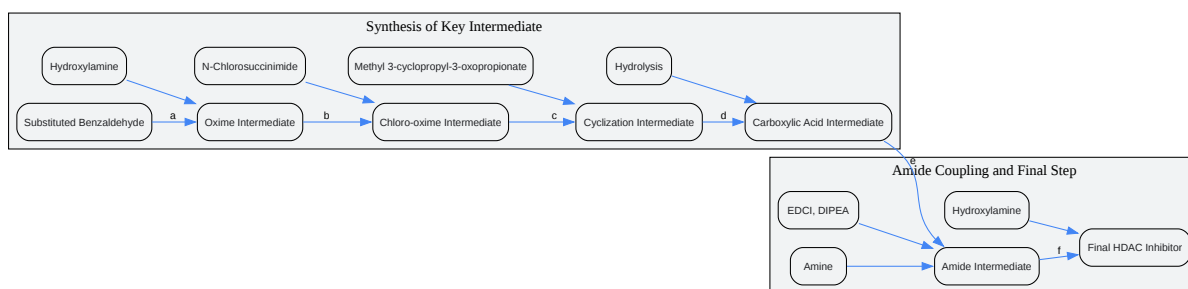 Synthesis of Key Intermediate
Hydroxylamine
N-Chlorosuccinimide
Methyl 3-cyclopropyl-3-oxopropionate
Hydrolysis
Substituted Benzaldehyde
a
Oxime Intermediate
b
Chloro-oxime Intermediate
c
Cyclization Intermediate
d
Carboxylic Acid Intermediate
e
Amide Coupling and Final Step
EDCI, DIPEA
Hydroxylamine
Amine
Amide Intermediate
f
Final HDAC Inhibitor